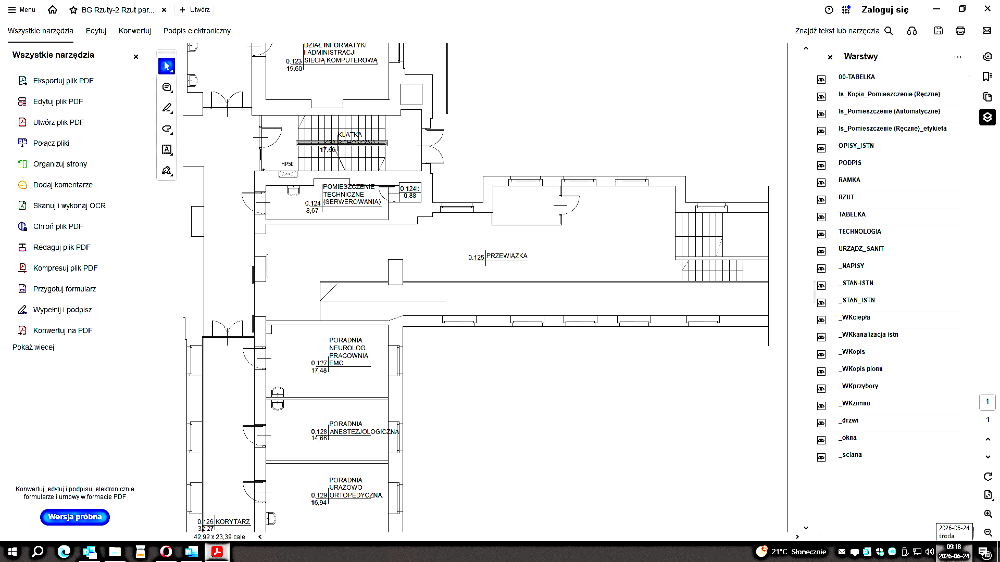 Menu
BG Rzuty-2 Rzut par...
Utwórz
Zaloguj się
Wszystkie narzędzia
Edytuj
Konwertuj
Podpis elektroniczny
Znajdź tekst lub narzędzia
Wszystkie narzędzia
Eksportuj plik PDF
Edytuj plik PDF
Utwórz plik PDF
Połącz pliki
Organizuj strony
Dodaj komentarze
Skanuj i wykonaj OCR
Chroń plik PDF
Redaguj plik PDF
Kompresuj plik PDF
Przygotuj formularz
Wypełnij i podpisz
Konwertuj na PDF
Pokaż więcej
Konwertuj, edytuj i podpisuj elektronicznie
formularze i umowy w formacie PDF
Wersja próbna
DZIAŁ INFORMATYKI
I ADMINISTRACJI
0.123 SIECIĄ KOMPUTEROWĄ
19,60
KLATKA
SCHODOWA
17,66
HP50
POMIESZCZENIE
TECHNICZNE
0.124 (SERWEROWANIA)
8,67
0.124b
0,88
0.125 PRZEWIĄZKA
PORADNIA
NEUROLOG.
PRACOWNIA
0.127 EMG
17,48
PORADNIA
0.128 ANESTEZJOLOGICZNA
14,66
PORADNIA
URAZOWO
0.129 ORTOPEDYCZNA.
16,94
0.126 KORYTARZ
32,27
42,92 x 23,39 cale
Warstwy
00-TABELKA
Is_Kopia_Pomieszczenie (Ręczne)
Is_Pomieszczenie (Automatyczne)
Is_Pomieszczenie (Ręczne)_etykieta
OPISY_ISTN
PODPIS
RAMKA
RZUT
TABELKA
TECHNOLOGIA
URZĄDZ_SANIT
_NAPISY
_STAN-ISTN
_STAN_ISTN
_WKciepła
_WKkanalizacja istn
_WKopis
_WKopis pionu
_WKprzybory
_WKzimna
_drzwi
_okna
_sciana
1
1
2026-06-24
środa
21°C Słonecznie
09:18
2026-06-24